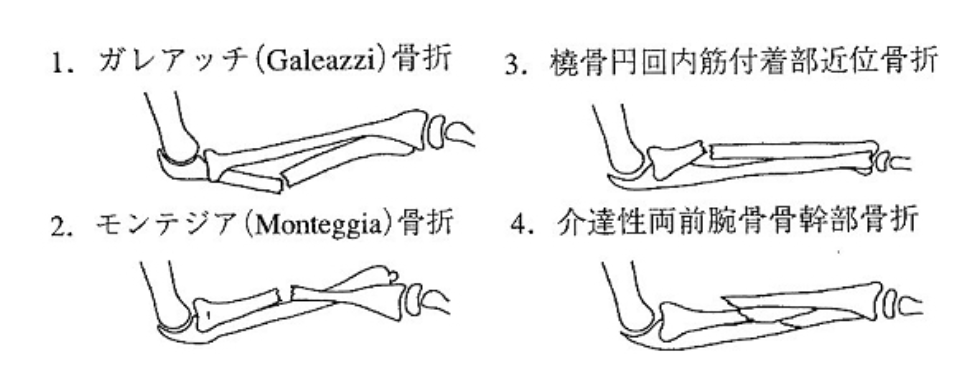 1. ガレアッチ(Galeazzi)骨折
2. モンテジア(Monteggia)骨折
3. 橈骨円回内筋付着部近位骨折
4. 介達性両前腕骨骨幹部骨折